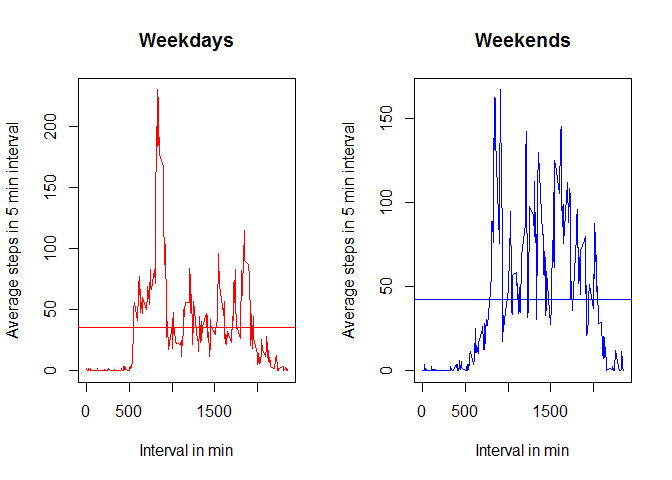 Weekdays
Average steps in 5 min interval
200
150
100
50
0
0 500 1500
Interval in min
Weekends
Average steps in 5 min interval
150
100
50
0
0 500 1500
Interval in min